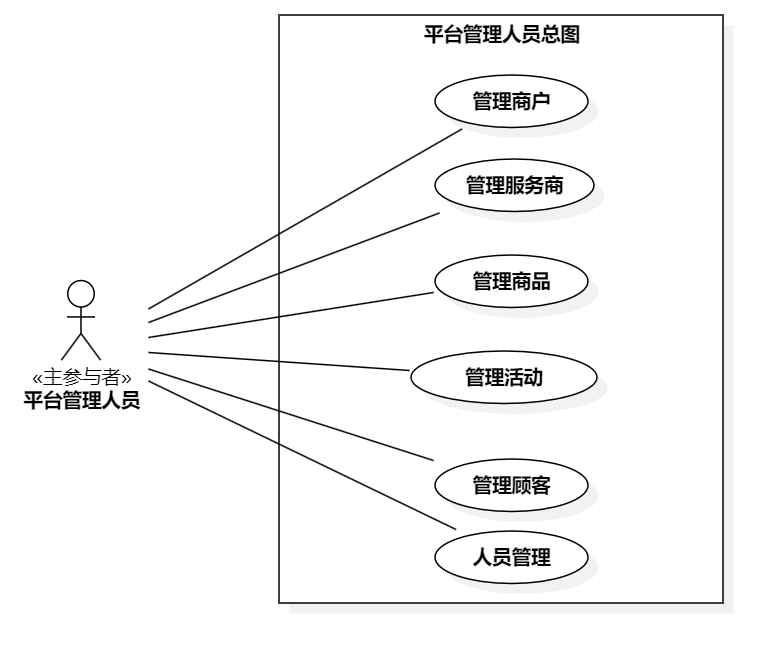 平台管理人员总图
管理商户
管理服务商
管理商品
管理活动
«主参与者»
平台管理人员
管理顾客
人员管理